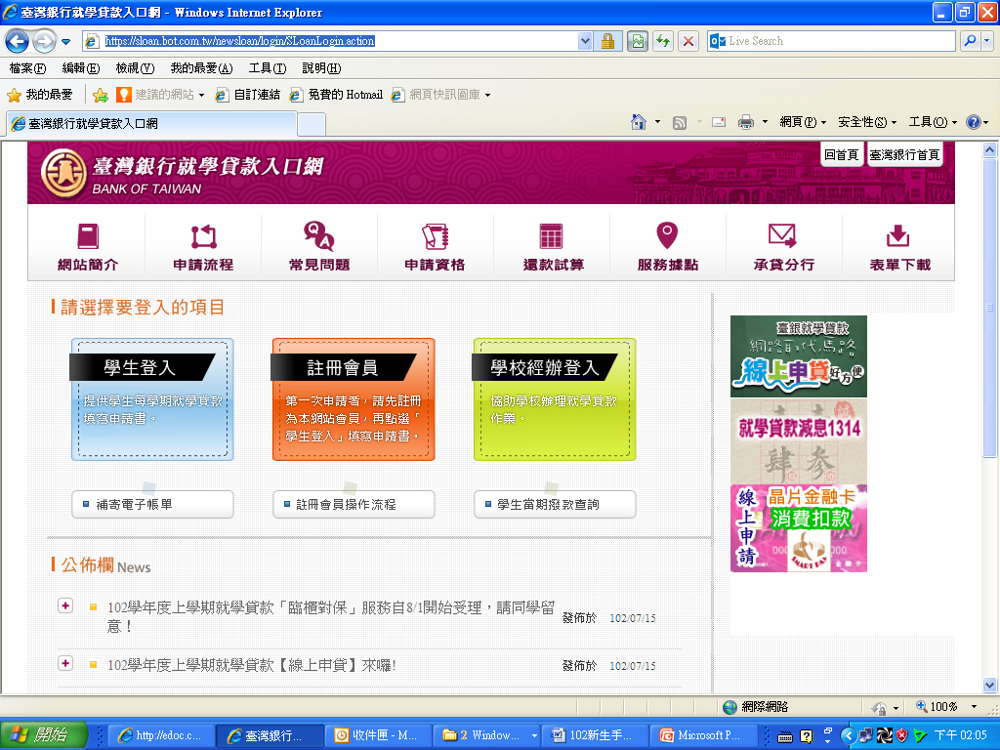 臺灣銀行就學貸款入口網 - Windows Internet Explorer
https://sloan.bot.com.tw/newsloan/login/SLoanLogin.action
Live Search
檔案(F) 編輯(E) 檢視(V) 我的最愛(A) 工具(T) 說明(H)
我的最愛 建議的網站 自訂連結 免費的 Hotmail 網頁快訊圖庫
臺灣銀行就學貸款入口網
網頁(P) 安全性(S) 工具(O)
臺灣銀行就學貸款入口網
BANK OF TAIWAN
回首頁 臺灣銀行首頁
網站簡介 申請流程 常見問題 申請資格 還款試算 服務據點 承貸分行 表單下載
請選擇要登入的項目
學生登入
提供學生每學期就學貸款
填寫申請書。
註冊會員
第一次申請者，請先註冊
為本網站會員，再點選「
學生登入」填寫申請書。
學校經辦登入
協助學校辦理就學貸款
作業。
補寄電子帳單
註冊會員操作流程
學生當期撥款查詢
臺銀就學貸款
線上申貸好方便
就學貸款減息1314
肆 參
線上申請
晶片金融卡
消費扣款
SMART PAY
金融卡
公佈欄 News
102學年度上學期就學貸款「臨櫃對保」服務自8/1開始受理，請同學留
意！
發佈於 102/07/15
102學年度上學期就學貸款【線上申貸】來囉!
發佈於 102/07/15
網際網路
100%
開始
http://edoc.c...
臺灣銀行...
收件匣 - M...
2 Window...
102新生手...
Microsoft P...
下午 02:05